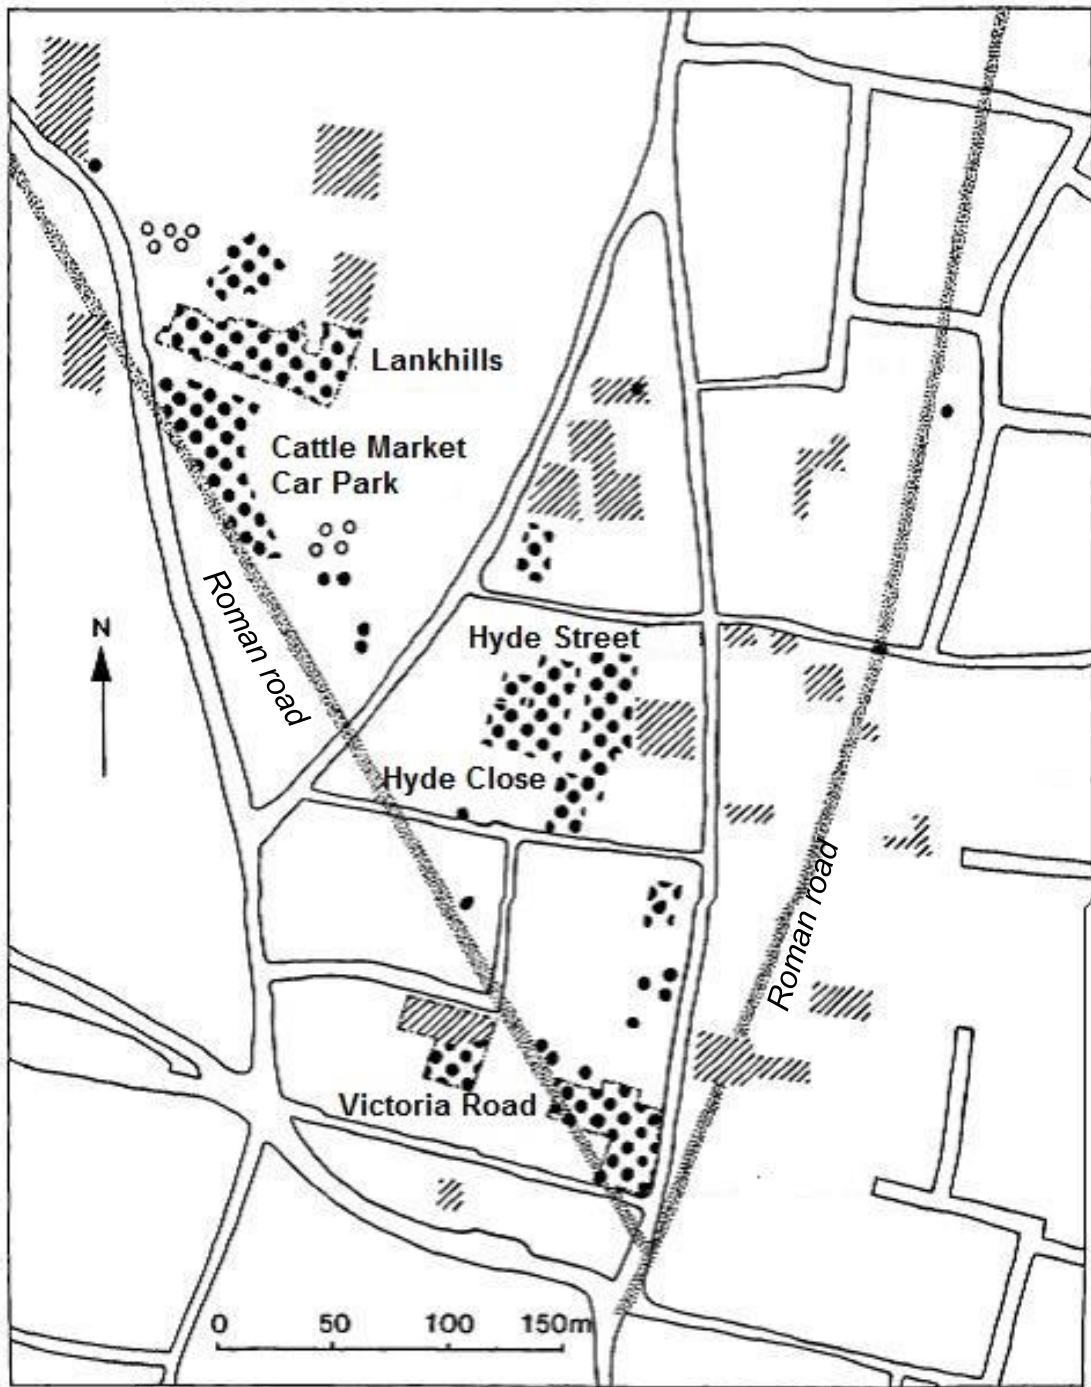 Lankhills
Cattle Market
Car Park
Roman road
N
Hyde Street
Hyde Close
Roman road
Victoria Road
0 50 100 150m